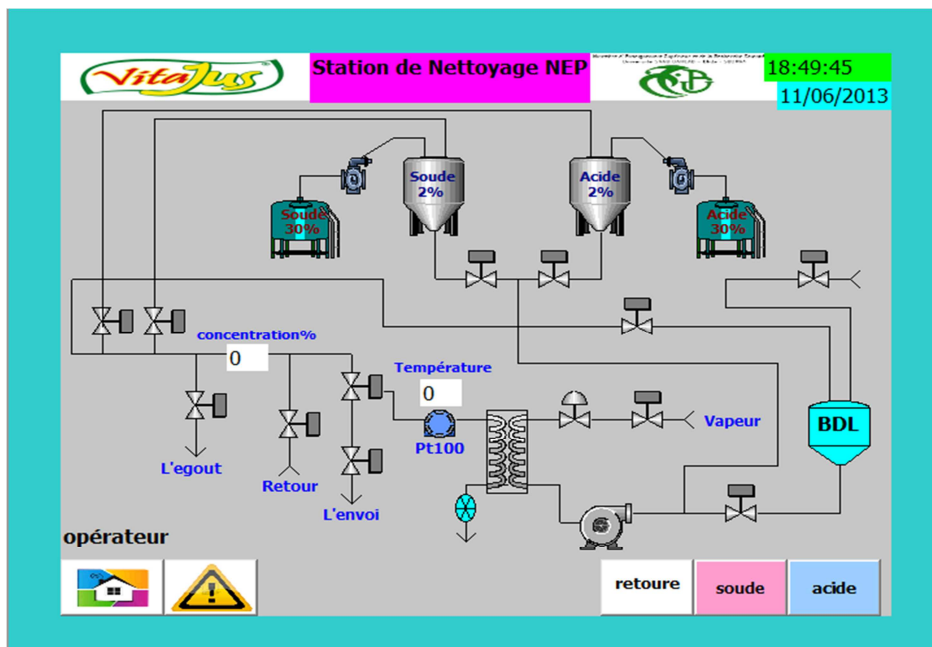 VitaJus
Station de Nettoyage NEP
18:49:45
11/06/2013
Soude
2%
Acide
2%
Soude
30%
Acide
30%
concentration%
0
Température
0
Pt100
Vapeur
BDL
L'egout
Retour
L'envoi
opérateur
retoure
soude
acide